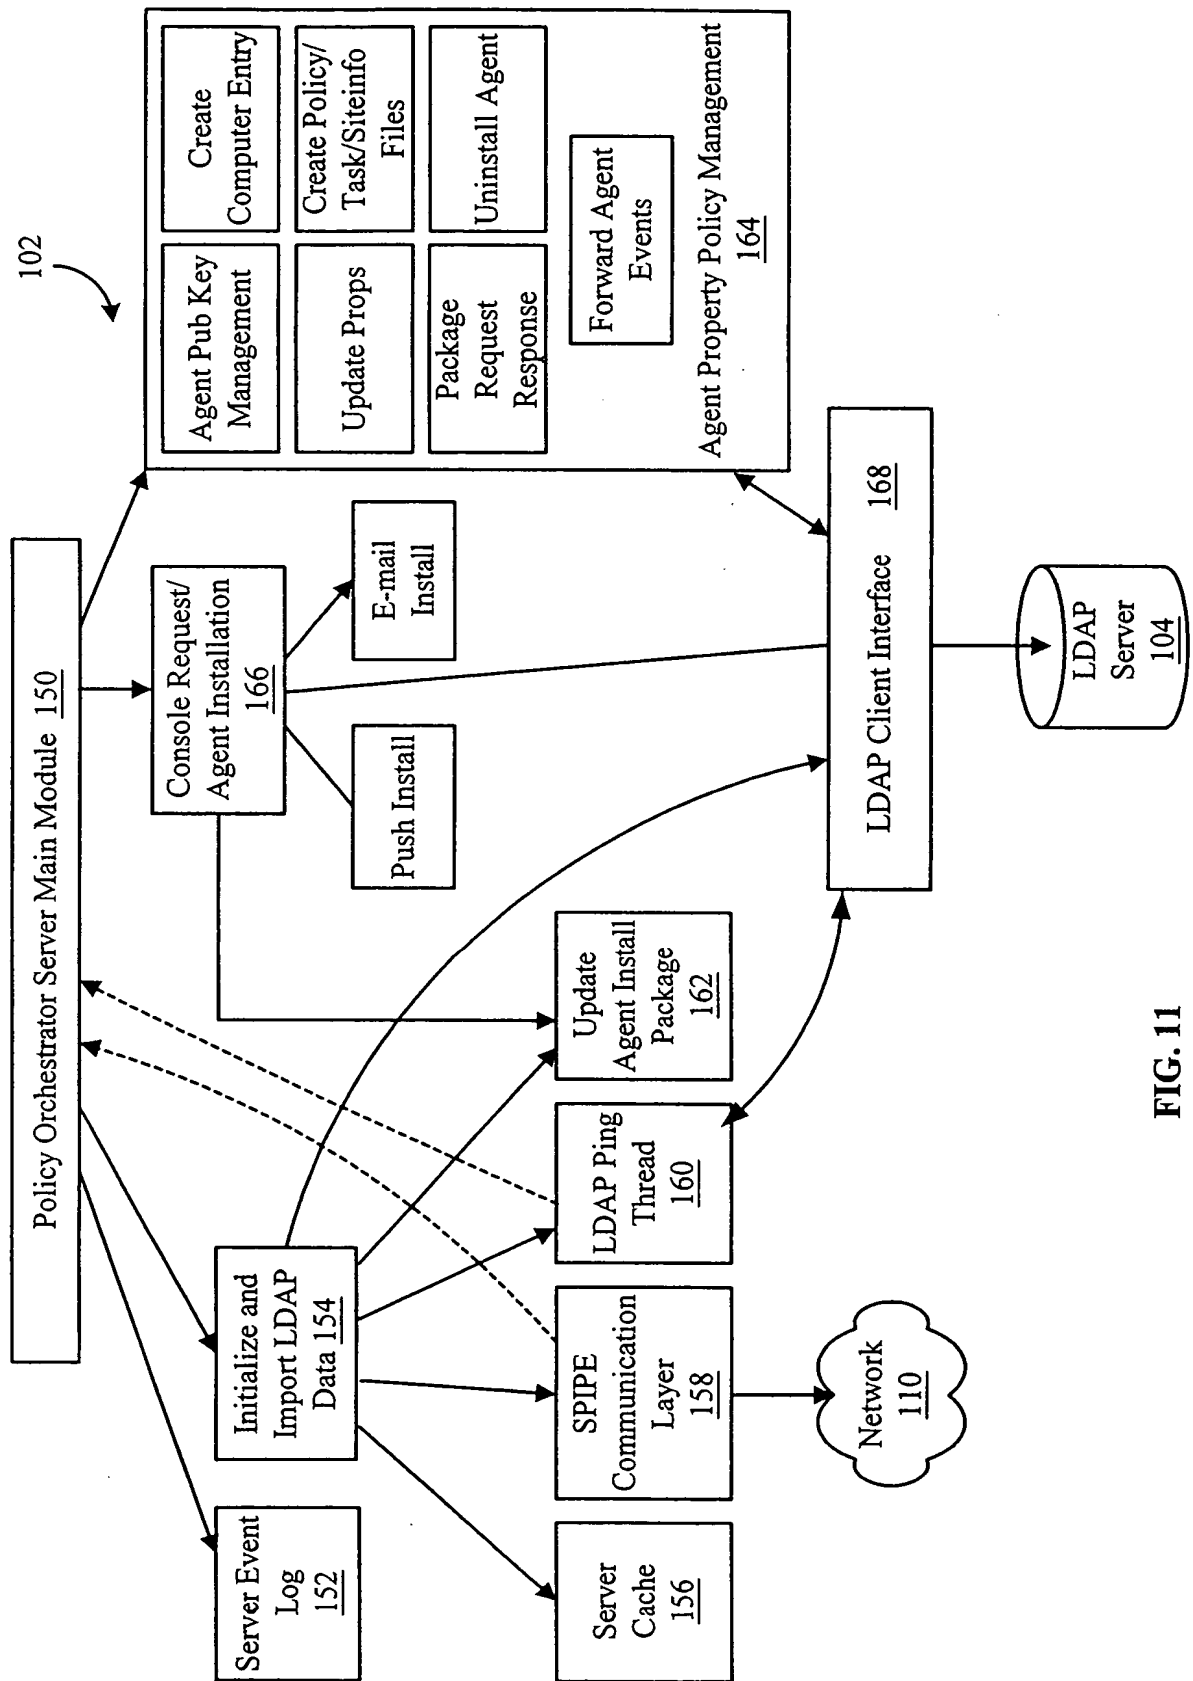 102
Policy Orchestrator Server Main Module 150
Server Event
Log
152
Initialize and
Import LDAP
Data 154
Console Request/
Agent Installation
166
Push Install
E-mail
Install
Agent Pub Key
Management
Create
Computer Entry
Update Props
Create Policy/
Task/Siteinfo
Files
Package
Request
Response
Uninstall Agent
Forward Agent
Events
Agent Property Policy Management
164
Server
Cache
156
SPIPE
Communication
Layer
158
LDAP Ping
Thread
160
Update
Agent Install
Package
162
Network
110
LDAP Client Interface 168
LDAP
Server
104
FIG. 11